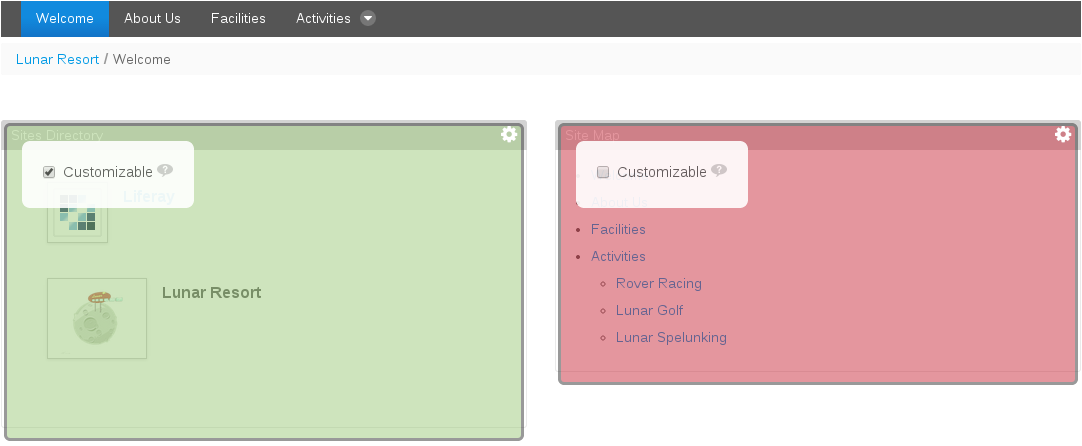 Welcome About Us Facilities Activities
Lunar Resort / Welcome
Sites Directory
Customizable ?
Liferay
Lunar Resort
Site Map
Customizable ?
About Us
Facilities
Activities
Rover Racing
Lunar Golf
Lunar Spelunking